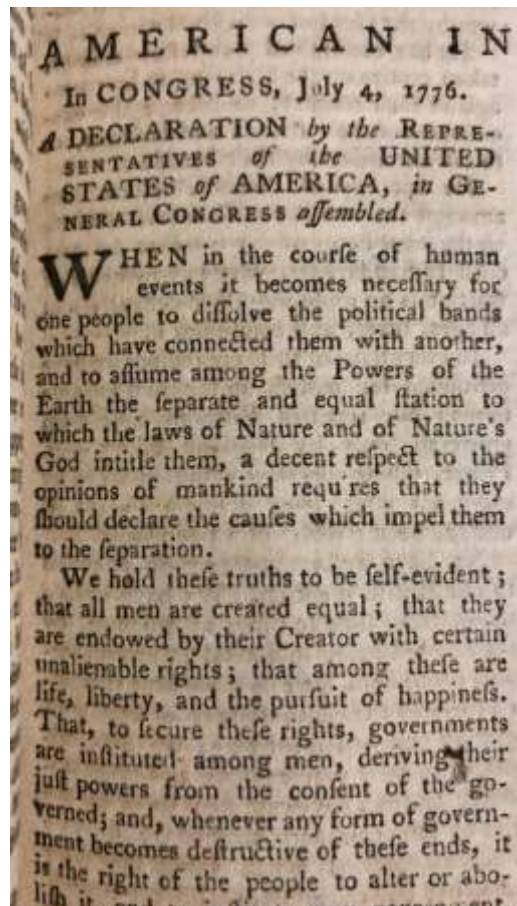 AMERICAN IN
In CONGRESS, July 4, 1776.
A DECLARATION by the REPRE-
SENTATIVES of the UNITED
STATES of AMERICA, in GE-
NERAL CONGRESS aſſembled.
WHEN in the courſe of human
events it becomes neceſſary for
one people to diſſolve the political bands
which have connected them with another,
and to aſſume among the Powers of the
Earth the ſeparate and equal ſtation to
which the laws of Nature and of Nature's
God intitle them, a decent reſpect to the
opinions of mankind requ'res that they
ſhould declare the cauſes which impel them
to the ſeparation.
We hold theſe truths to be ſelf-evident;
that all men are created equal; that they
are endowed by their Creator with certain
unalienable rights; that among theſe are
life, liberty, and the purſuit of happineſs.
That, to ſecure theſe rights, governments
are inſtituted among men, deriving their
juſt powers from the conſent of the go-
verned; and, whenever any form of govern-
ment becomes deſtructive of theſe ends, it
is the right of the people to alter or abo-
liſh it